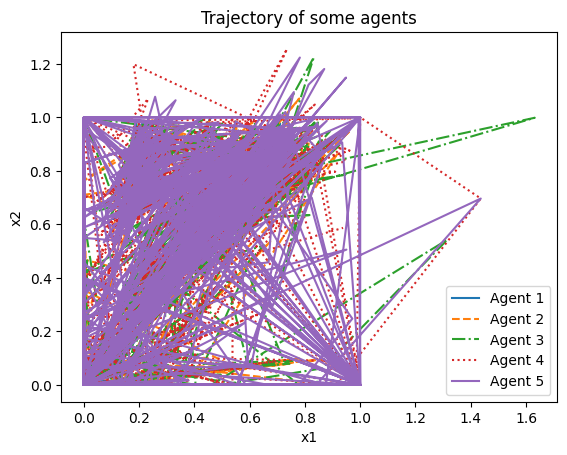 Trajectory of some agents
x2
1.2
1.0
0.8
0.6
0.4
0.2
0.0
0.0 0.2 0.4 0.6 0.8 1.0 1.2 1.4 1.6
x1
Agent 1
Agent 2
Agent 3
Agent 4
Agent 5